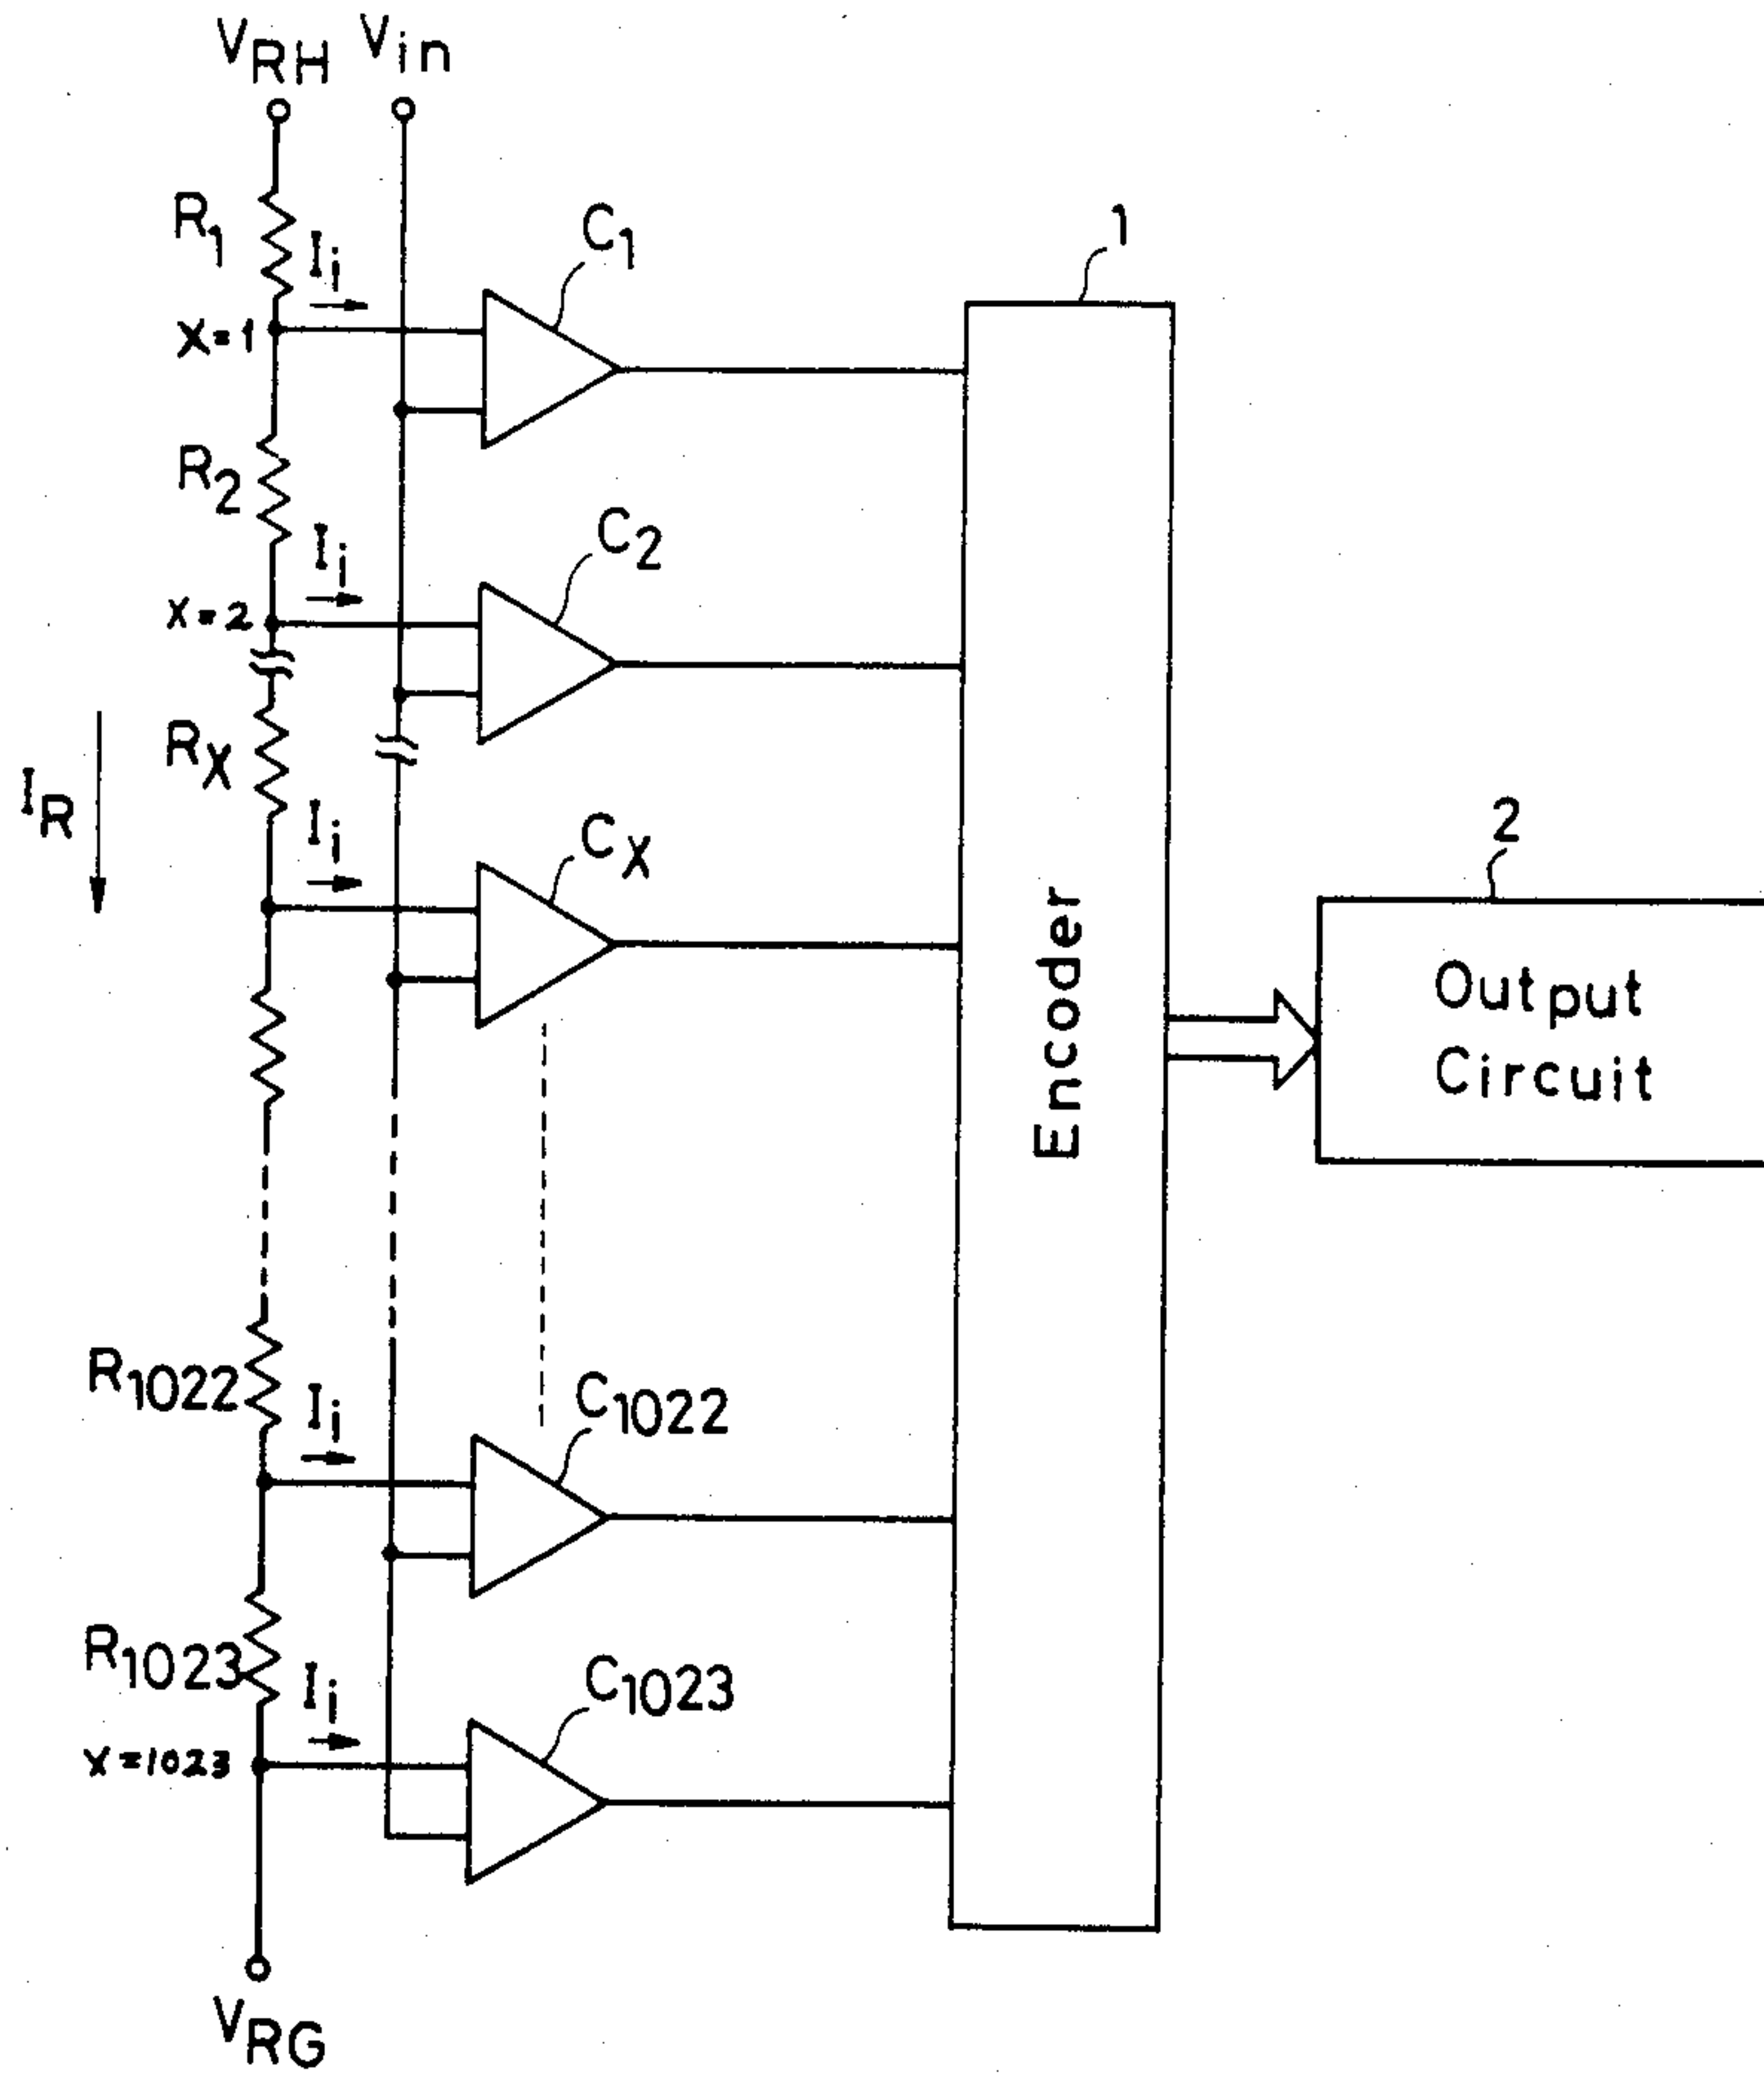 VRH Vin
R1
Ii
C1
1
X=1
R2
Ii
C2
X=2
RX
IR
Ii
CX
2
Encoder
Output
Circuit
R1022
Ii
C1022
R1023
Ii
C1023
X=1023
VRG